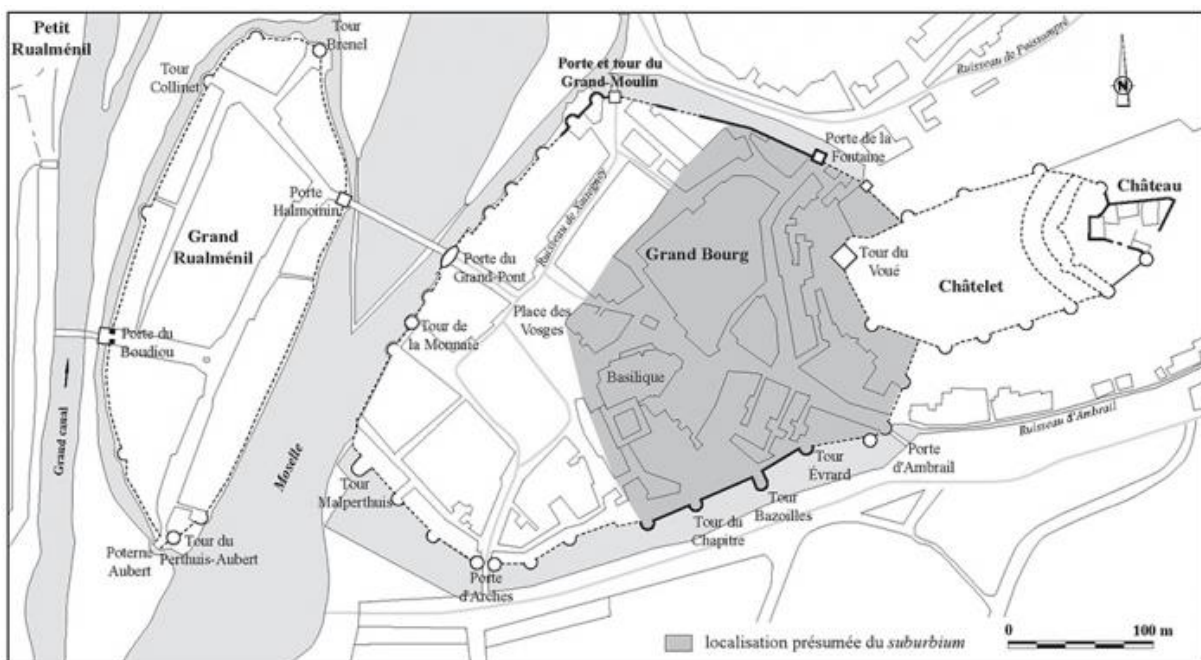 Petit
Rualménil
Tour
Brenel
Tour
Collinet
Porte et tour du
Grand-Moulin
Ruisseau de
N
Porte de la
Fontaine
Château
Porte
Halmoinin
Ruisseau de
Grand
Rualménil
Porte du
Grand-Pont
Grand Bourg
Tour du
Voué
Châtelet
Place des
Vosges
Tour de
la Monnaie
Porte du
Boudiou
Basilique
Grand canal
Moselle
Ruisseau d'Ambrail
Porte
d'Ambrail
Tour
Évrard
Tour
Bazoilles
Tour du
Chapitre
Tour
Malperthuis
Poterne
Aubert
Tour du
Perthuis-Aubert
Porte
d'Arches
localisation présumée du suburbium
0 100 m